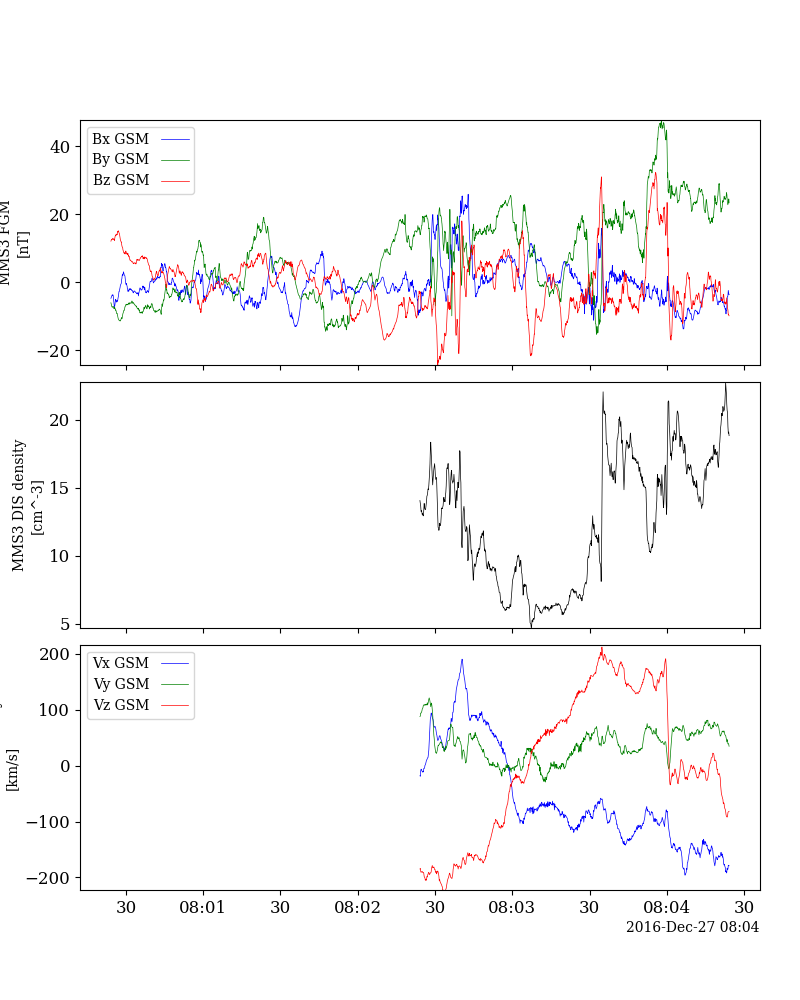 Bx GSM
By GSM
Bz GSM
MMS3 FGM
[nT]
40
20
0
−20
MMS3 DIS density
[cm^-3]
20
15
10
5
Vx GSM
Vy GSM
Vz GSM
[km/s]
200
100
0
−100
−200
30
08:01
30
08:02
30
08:03
30
08:04
30
2016-Dec-27 08:04